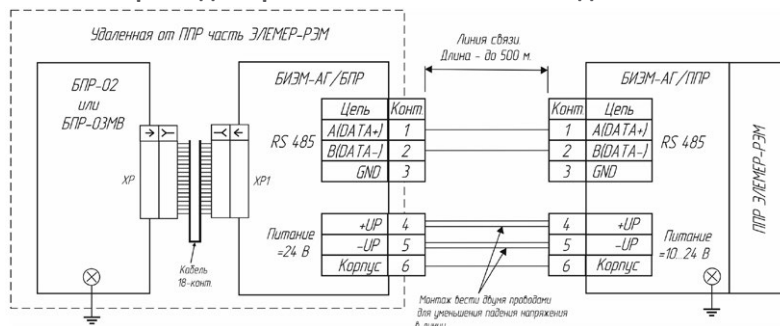 Удаленная от ППР часть ЭЛЕМЕР-РЭМ
БПР-02
или
БПР-03МВ
ХР
Кабель
18-конт.
ХР1
БИЭМ-АГ/БПР
RS 485
Цепь Конт.
A(DATA+) 1
B(DATA-) 2
GND 3
Питание
=24 В
+UP 4
-UP 5
Корпус 6
Линия связи.
Длина - до 500 м.
Монтаж вести двумя проводами
для уменьшения падения напряжения
БИЭМ-АГ/ППР
Конт. Цепь
1 A(DATA+)
2 B(DATA-)
3 GND
RS 485
4 +UP
5 -UP
6 Корпус
Питание
=10...24 В
ППР ЭЛЕМЕР-РЭМ